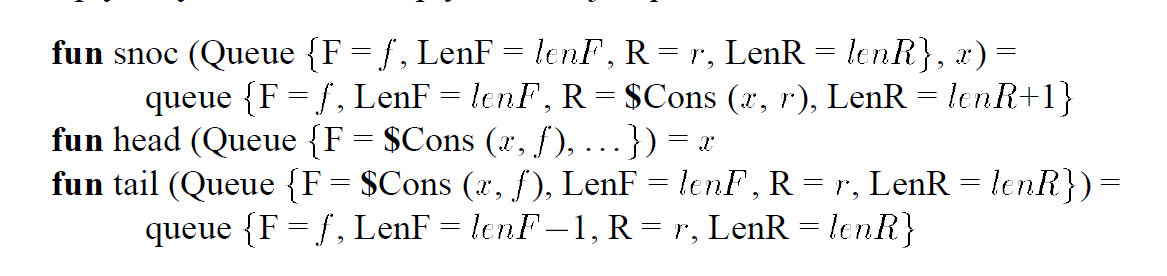 fun snoc (Queue {F = f, LenF = lenF, R = r, LenR = lenR}, x) =
queue {F = f, LenF = lenF, R = $Cons (x, r), LenR = lenR+1}
fun head (Queue {F = $Cons (x, f), ...}) = x
fun tail (Queue {F = $Cons (x, f), LenF = lenF, R = r, LenR = lenR}) =
queue {F = f, LenF = lenF−1, R = r, LenR = lenR}